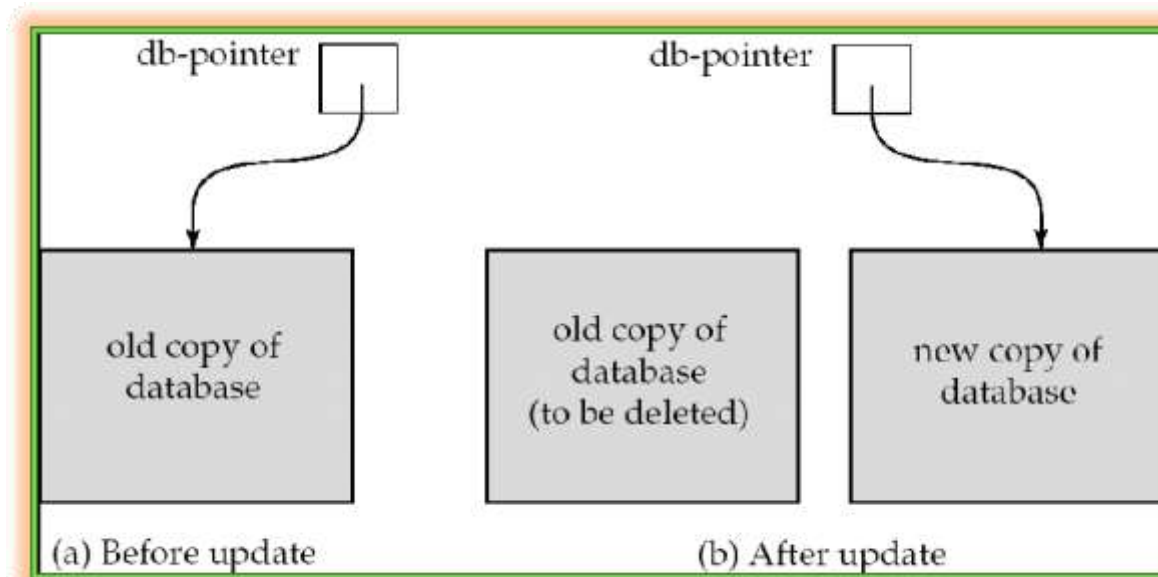 db-pointer
db-pointer
old copy of
database
old copy of
database
(to be deleted)
new copy of
database
(a) Before update
(b) After update